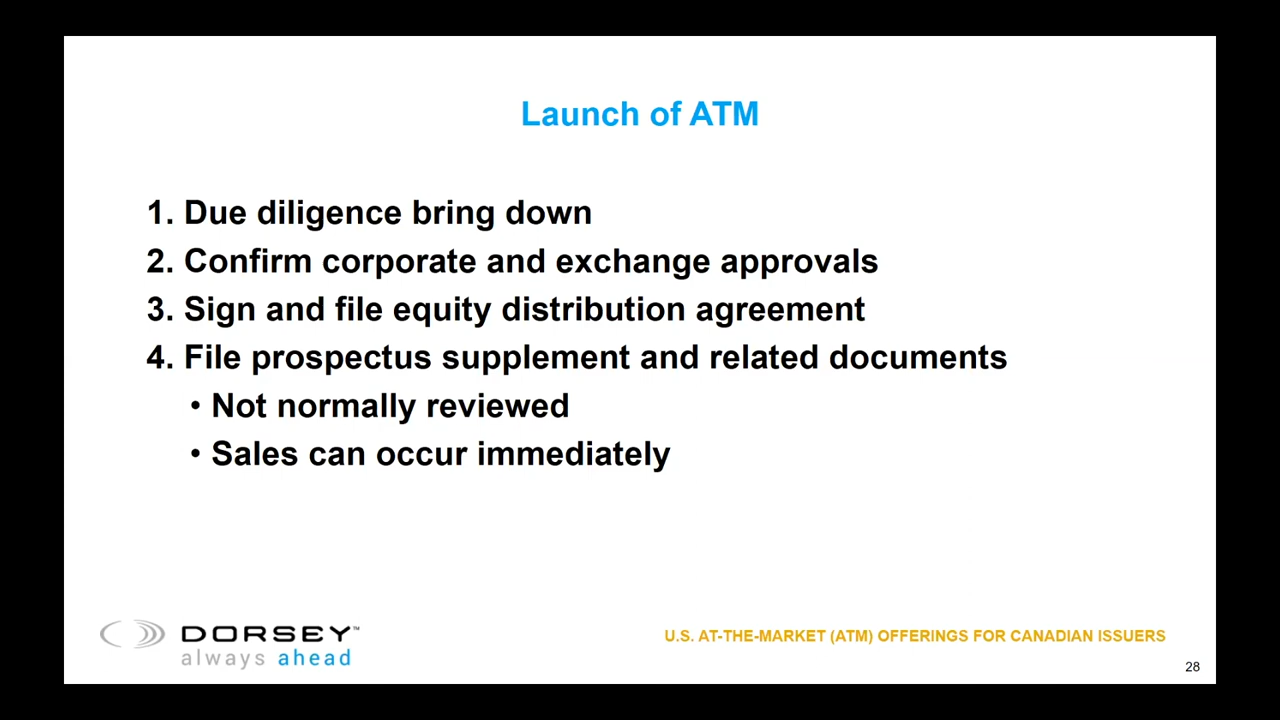 Launch of ATM
1. Due diligence bring down
2. Confirm corporate and exchange approvals
3. Sign and file equity distribution agreement
4. File prospectus supplement and related documents
• Not normally reviewed
• Sales can occur immediately
DORSEY™
always ahead
U.S. AT-THE-MARKET (ATM) OFFERINGS FOR CANADIAN ISSUERS
28